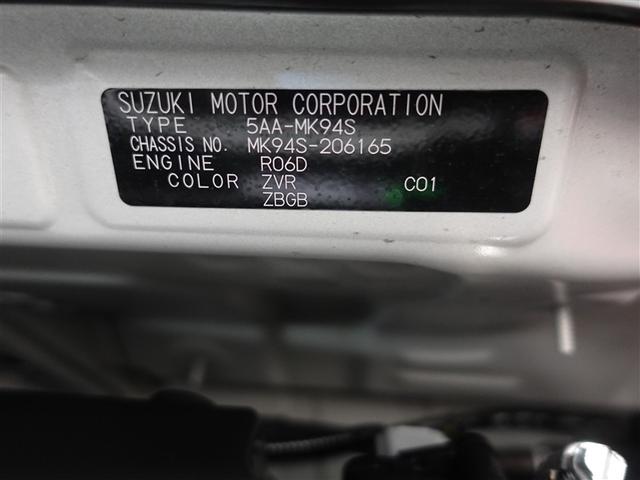 SUZUKI MOTOR CORPORATION
TYPE 5AA-MK94S
CHASSIS NO. MK94S-206165
ENGINE R06D
COLOR ZVR C01
ZBGB